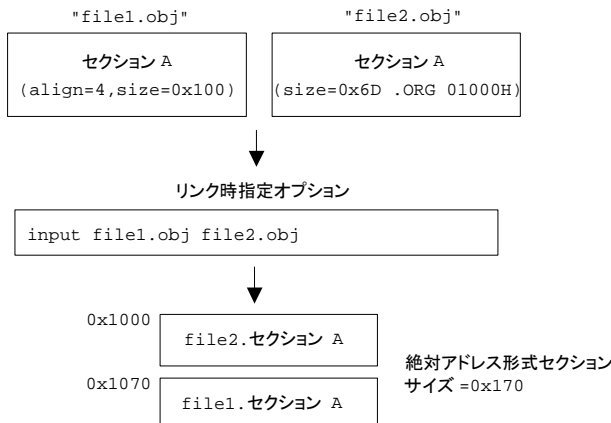 "file1.obj"
"file2.obj"
セクション A
(align=4,size=0x100)
セクション A
(size=0x6D .ORG 01000H)
リンク時指定オプション
input file1.obj file2.obj
0x1000
file2.セクション A
0x1070
file1.セクション A
絶対アドレス形式セクション
サイズ =0x170